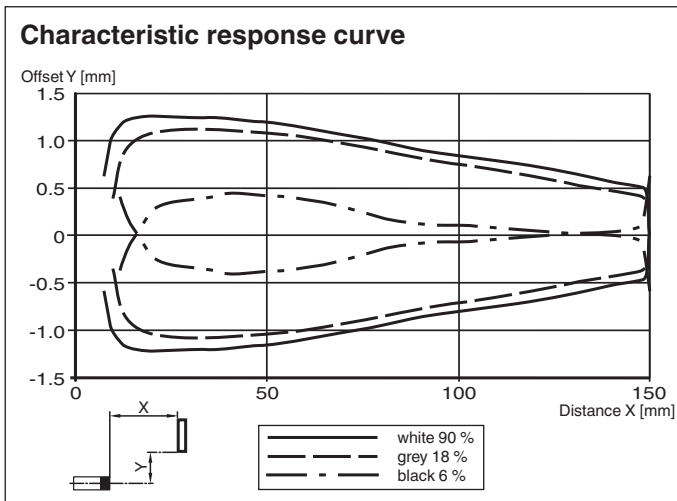 Characteristic response curve
Offset Y [mm]
1.5
1.0
0.5
0
-0.5
-1.0
-1.5
0 50 100 150
Distance X [mm]
X
Y
white 90 %
grey 18 %
black 6 %